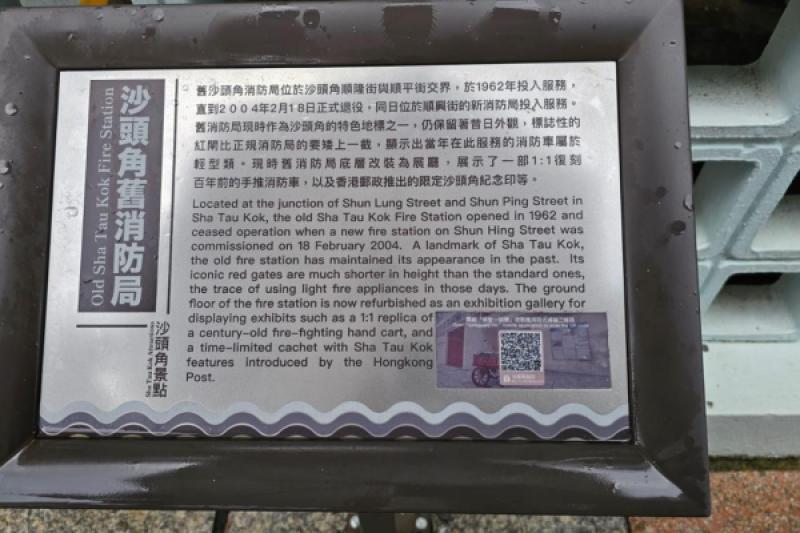 沙頭角舊消防局
Old Sha Tau Kok Fire Station
沙頭角景點
Sha Tau Kok Attractions
舊沙頭角消防局位於沙頭角順隆街與順平街交界，於1962年投入服務，
直到2004年2月18日正式退役，同日位於順興街的新消防局投入服務。
舊消防局現時作為沙頭角的特色地標之一，仍保留著昔日外觀，標誌性的
紅閘比正規消防局的要矮上一截，顯示出當年在此服務的消防車屬於
輕型類。現時舊消防局底層改裝為展廳，展示了一部1:1復刻
百年前的手推消防車，以及香港郵政推出的限定沙頭角紀念印等。
Located at the junction of Shun Lung Street and Shun Ping Street in
Sha Tau Kok, the old Sha Tau Kok Fire Station opened in 1962 and
ceased operation when a new fire station on Shun Hing Street was
commissioned on 18 February 2004. A landmark of Sha Tau Kok,
the old fire station has maintained its appearance in the past. Its
iconic red gates are much shorter in height than the standard ones,
the trace of using light fire appliances in those days. The ground
floor of the fire station is now refurbished as an exhibition gallery for
displaying exhibits such as a 1:1 replica of
a century-old fire-fighting hand cart, and
a time-limited cachet with Sha Tau Kok
features introduced by the Hongkong
Post.